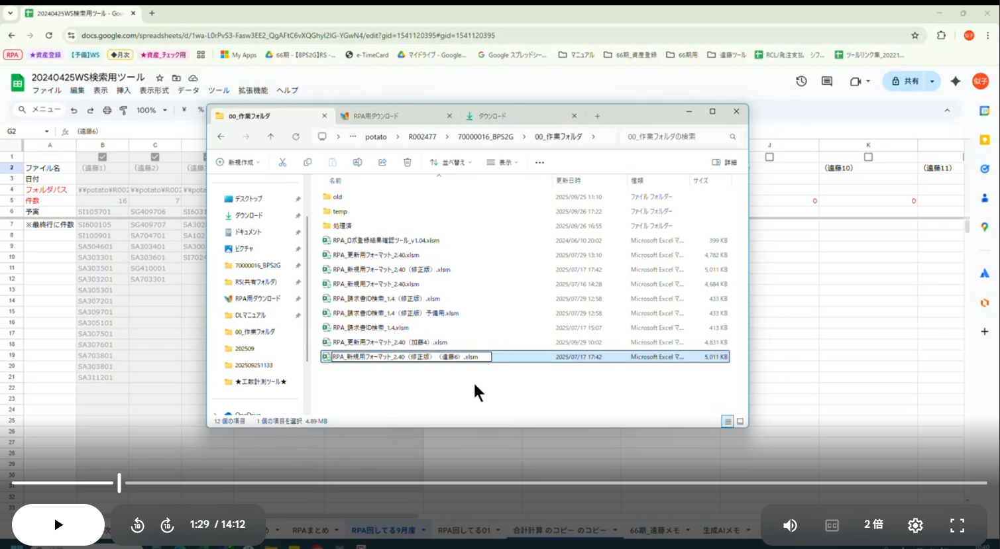 20240425WS検索用ツール - Goo
docs.google.com/spreadsheets/d/1wa-L0rPvS3-Fasw3EE2_QgAFtC6vXQGhyI2IG-YGwN4/edit?gid=1541120395#gid=1541120395
RPA ★資産登録 【予備】WS ◆月次 ★資産_チェック用 My Apps 66期 -【BPS2G】RS -... e-TimeCard マイドライブ - Google... Google スプレッドシー... マニュアル 66期_資産登録 66期用 遠藤ツール RCL/発注支払 シフ... ツールリンク集_20221...
20240425WS検索用ツール
共有 似子
ファイル 編集 表示 挿入 表示形式 データ ツール 拡張機能 ヘルプ
メニュー 100% ¥ %
G2 fx (遠藤6)
A B C J K
1
2 ファイル名 (遠藤1) (遠藤2) (遠藤 (遠藤10) (遠藤11)
3 日付
4 フォルダパス ¥¥potato¥R002 ¥¥potato¥R002 ¥¥pota
5 件数 16 7 0 0
6 予実 SI105701 SG409706 SI6031
7 ※最終行に件数 SI600105 SG409707 SA302
8 SI100901 SA704701 SA102
9 SA504601 SA303401 SA300
10 SA303301 SA303601 SI7024
11 SA303501 SG410001
12 SA303201 SA703301
13 SA305301
14 SA307201
15 SA309701
16 SA305101
17 SA307501
18 SA307601
19 SA703801
20 SA303801
21 SA311201
22
23
24
25
26
27
28
29
30
31
32
33
00_作業フォルダ RPA用ダウンロード ダウンロード
potato R002477 70000016_BPS2G 00_作業フォルダ 00_作業フォルダの検索
新規作成 並べ替え 表示 詳細
名前 更新日時 種類 サイズ
デスクトップ
ダウンロード
ドキュメント
ピクチャ
70000016_BPS2G
RS(共有フォルダ)
RPA用ダウンロード
DLマニュアル
00_作業フォルダ
202509
202509251133
★工数計測ツール★
OneDrive
old 2025/09/25 11:10 ファイル フォルダー
temp 2025/09/26 17:22 ファイル フォルダー
処理済 2025/09/26 16:55 ファイル フォルダー
RPA_ロボ登録結果確認ツール_v1.04.xlsm 2024/06/10 20:02 Microsoft Excel マ... 399 KB
RPA_更新用フォーマット_2.40.xlsm 2025/07/29 13:10 Microsoft Excel マ... 4,782 KB
RPA_新規用フォーマット_2.40（修正版）.xlsm 2025/07/17 17:42 Microsoft Excel マ... 5,011 KB
RPA_新規用フォーマット_2.40.xlsm 2025/07/16 14:28 Microsoft Excel マ... 4,684 KB
RPA_請求書ID検索_1.4（修正版）.xlsm 2025/07/29 12:58 Microsoft Excel マ... 433 KB
RPA_請求書ID検索_1.4（修正版）予備用.xlsm 2025/07/29 12:58 Microsoft Excel マ... 433 KB
RPA_請求書ID検索_1.4.xlsm 2025/07/17 15:07 Microsoft Excel マ... 413 KB
RPA_更新用フォーマット_2.40（加藤4）.xlsm 2025/09/29 10:02 Microsoft Excel マ... 4,831 KB
RPA_新規用フォーマット_2.40（修正版）（遠藤6）.xlsm 2025/07/17 17:42 Microsoft Excel マ... 5,011 KB
12 個の項目 1 個の項目を選択 4.89 MB
RPAまとめ RPA回してる9月度 RPA回してる01 合計計算 のコピー のコピー 66期_遠藤メモ 生成AIメモ
10 10 1:29 / 14:12 CC 2 倍